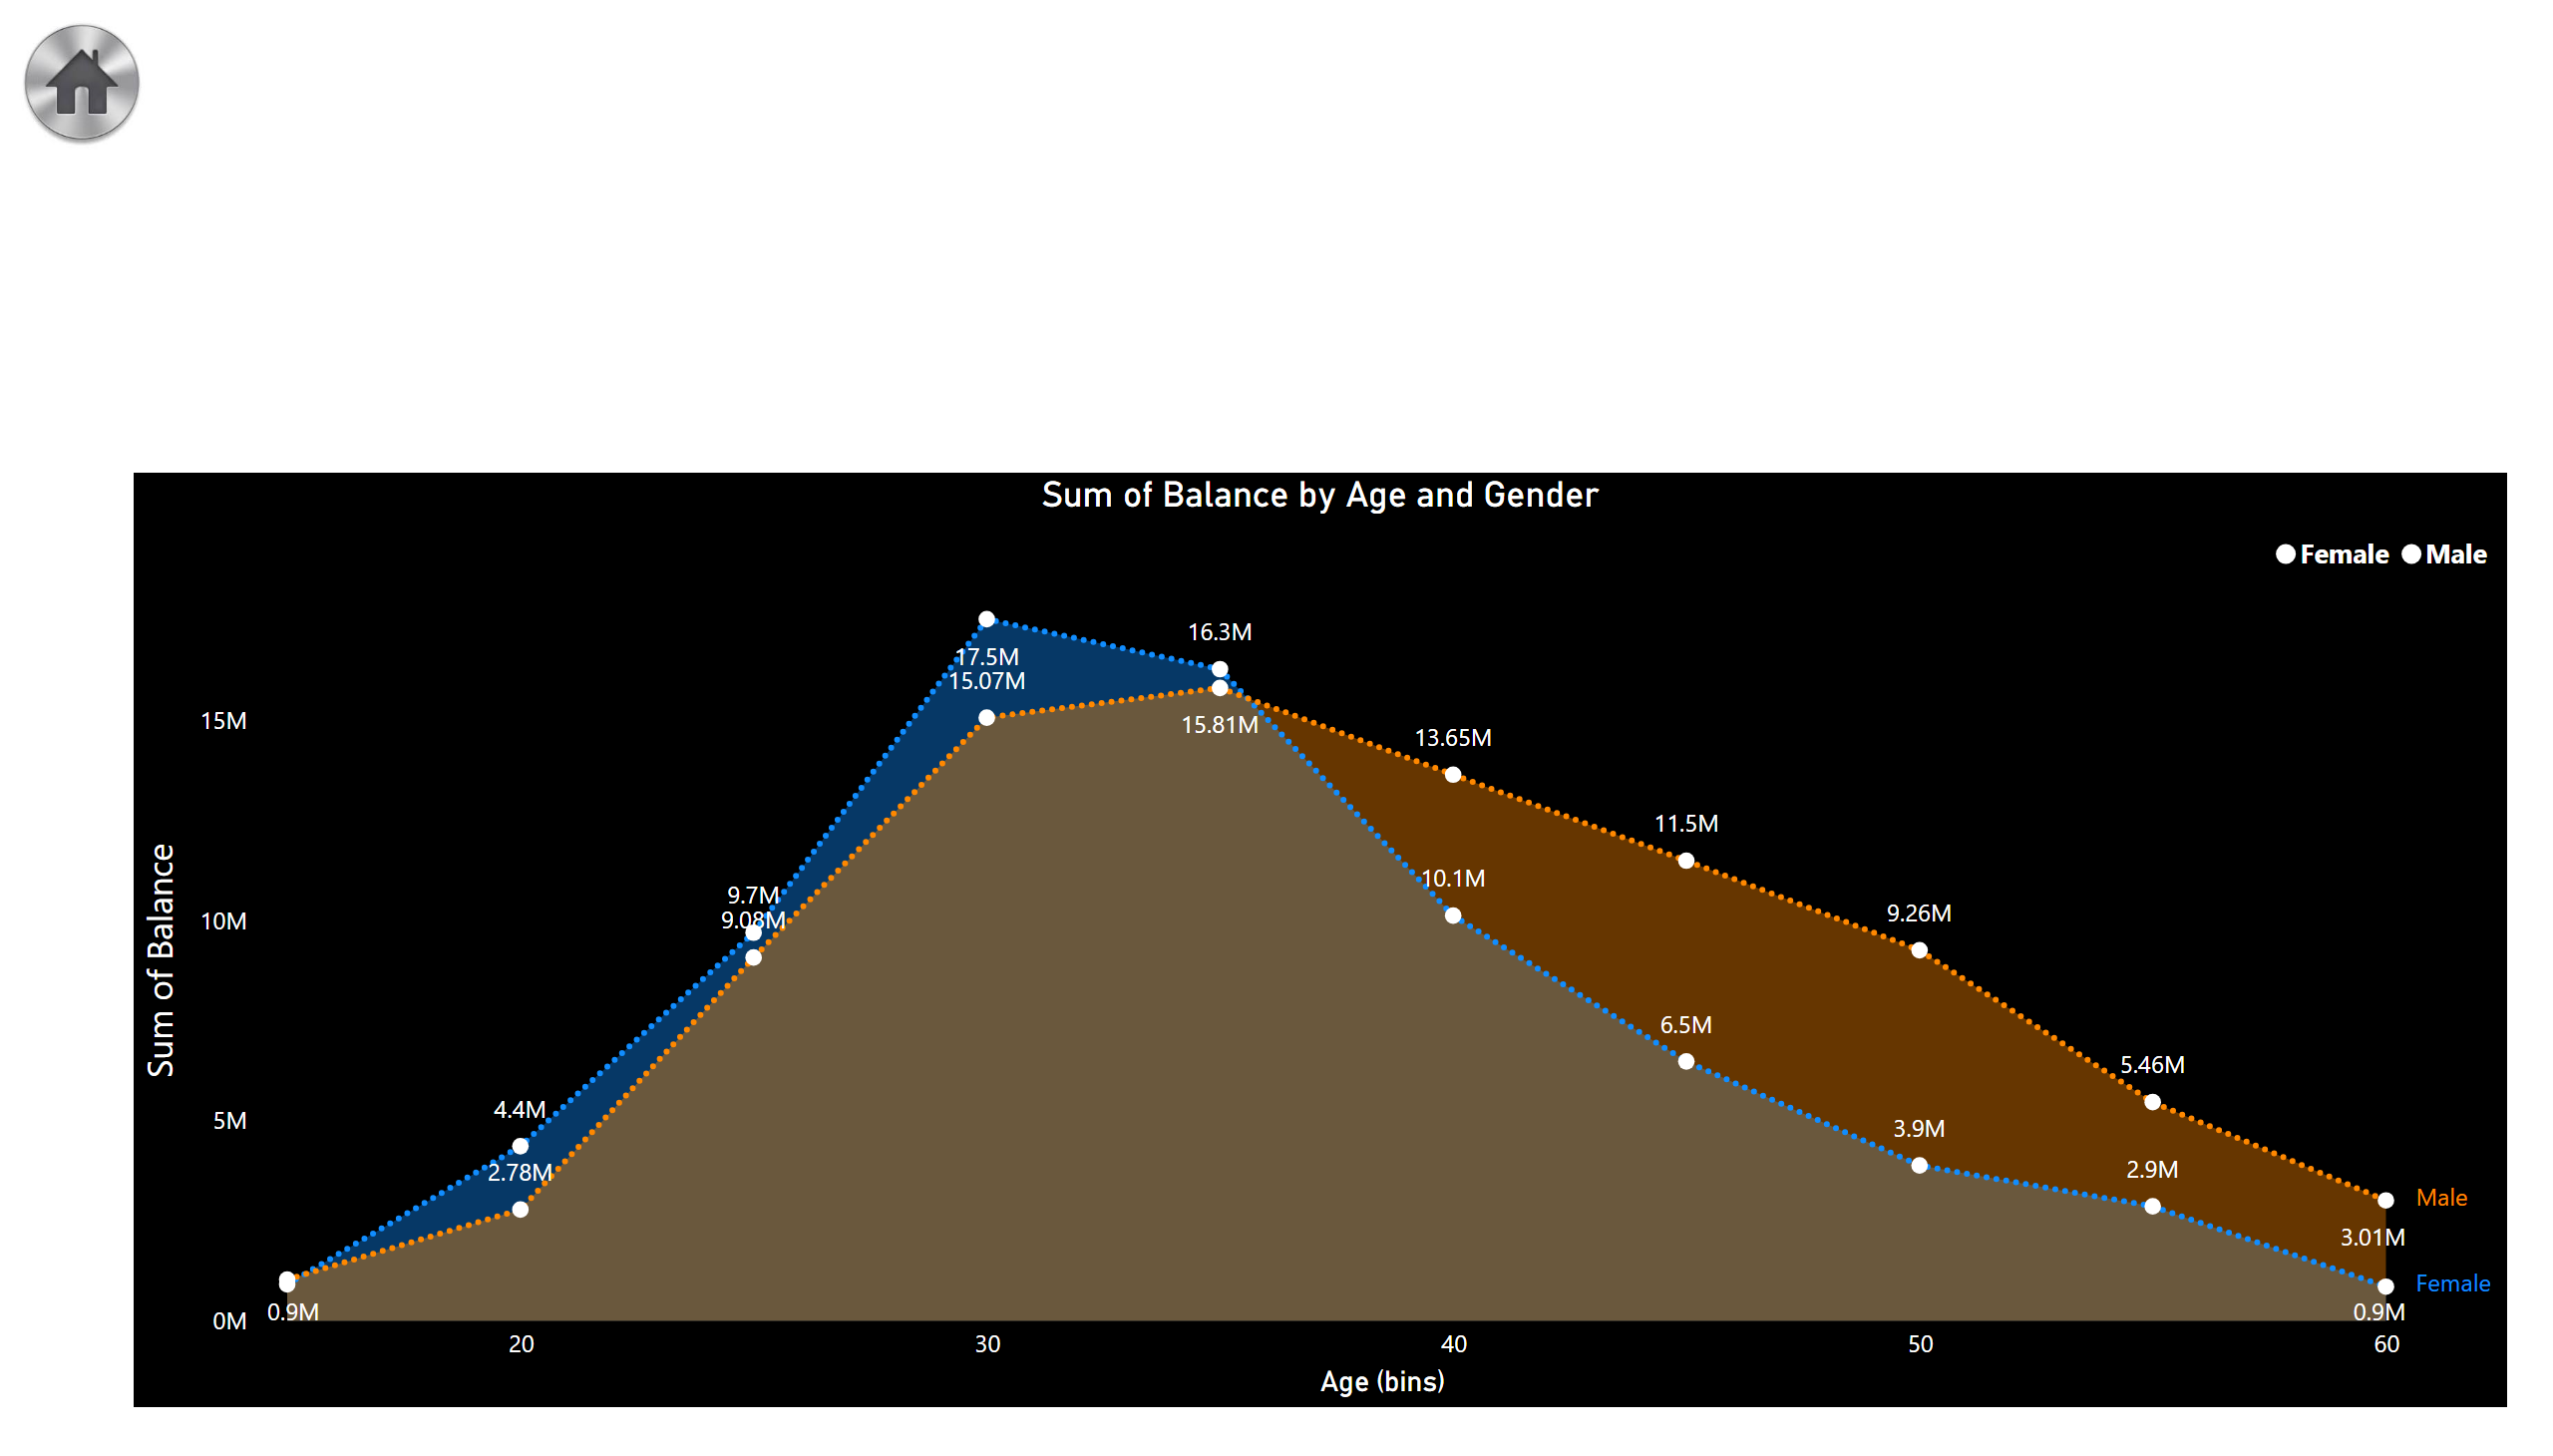 Sum of Balance by Age and Gender
Female Male
16.3M
17.5M
15.07M
15M
15.81M
13.65M
11.5M
10.1M
9.7M
9.08M
9.26M
10M
Sum of Balance
6.5M
5.46M
4.4M
5M
3.9M
2.78M
2.9M
Male
3.01M
Female
0.9M
0.9M
0M
20 30 40 50 60
Age (bins)